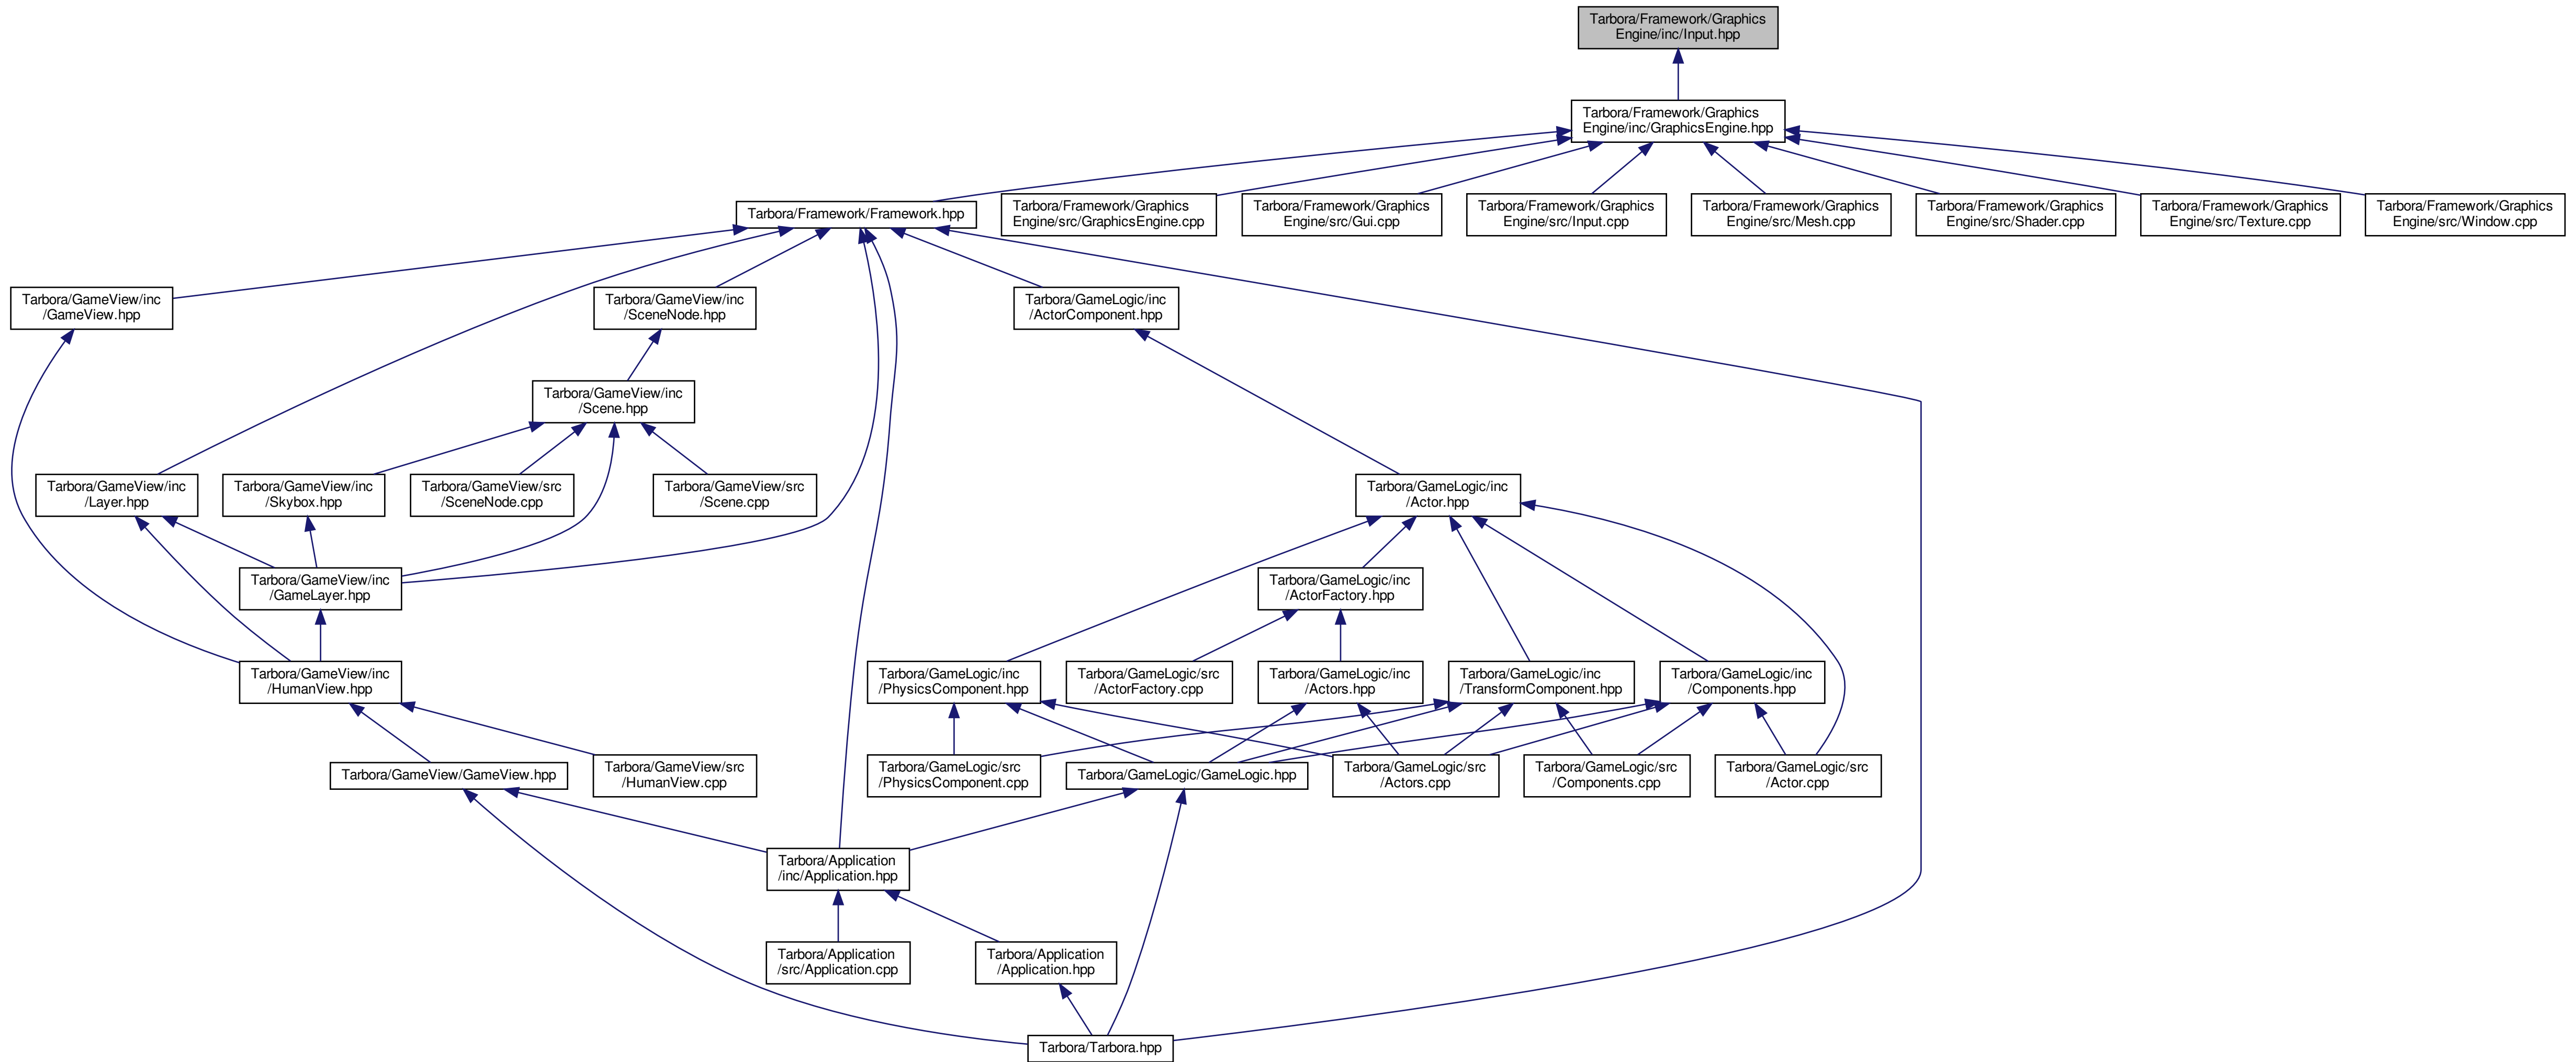 Tarbora/Framework/Graphics
Engine/inc/Input.hpp
Tarbora/Framework/Graphics
Engine/inc/GraphicsEngine.hpp
Tarbora/Framework/Framework.hpp
Tarbora/Framework/Graphics
Engine/src/GraphicsEngine.cpp
Tarbora/Framework/Graphics
Engine/src/Gui.cpp
Tarbora/Framework/Graphics
Engine/src/Input.cpp
Tarbora/Framework/Graphics
Engine/src/Mesh.cpp
Tarbora/Framework/Graphics
Engine/src/Shader.cpp
Tarbora/Framework/Graphics
Engine/src/Texture.cpp
Tarbora/Framework/Graphics
Engine/src/Window.cpp
Tarbora/GameView/inc
/GameView.hpp
Tarbora/GameView/inc
/SceneNode.hpp
Tarbora/GameLogic/inc
/ActorComponent.hpp
Tarbora/GameView/inc
/Scene.hpp
Tarbora/GameView/inc
/Layer.hpp
Tarbora/GameView/inc
/Skybox.hpp
Tarbora/GameView/src
/SceneNode.cpp
Tarbora/GameView/src
/Scene.cpp
Tarbora/GameLogic/inc
/Actor.hpp
Tarbora/GameView/inc
/GameLayer.hpp
Tarbora/GameLogic/inc
/ActorFactory.hpp
Tarbora/GameView/inc
/HumanView.hpp
Tarbora/GameLogic/inc
/PhysicsComponent.hpp
Tarbora/GameLogic/src
/ActorFactory.cpp
Tarbora/GameLogic/inc
/Actors.hpp
Tarbora/GameLogic/inc
/TransformComponent.hpp
Tarbora/GameLogic/inc
/Components.hpp
Tarbora/GameView/GameView.hpp
Tarbora/GameView/src
/HumanView.cpp
Tarbora/GameLogic/src
/PhysicsComponent.cpp
Tarbora/GameLogic/GameLogic.hpp
Tarbora/GameLogic/src
/Actors.cpp
Tarbora/GameLogic/src
/Components.cpp
Tarbora/GameLogic/src
/Actor.cpp
Tarbora/Application
/inc/Application.hpp
Tarbora/Application
/src/Application.cpp
Tarbora/Application
/Application.hpp
Tarbora/Tarbora.hpp